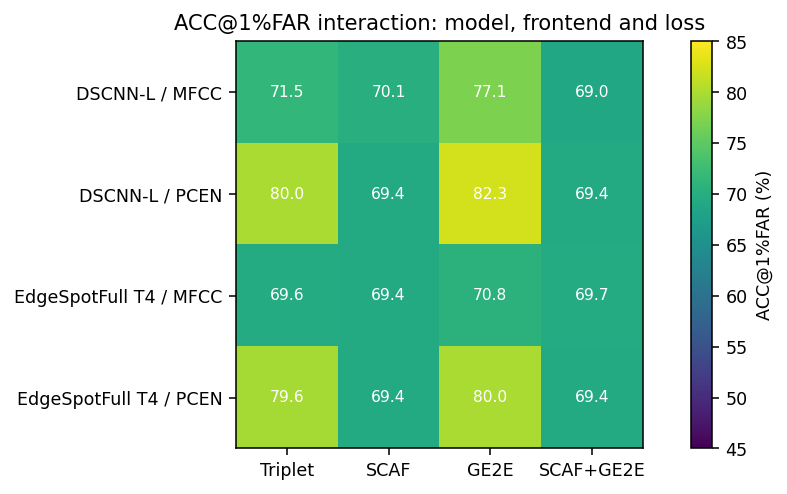 ACC@1%FAR interaction: model, frontend and loss
DSCNN-L / MFCC 71.5 70.1 77.1 69.0
DSCNN-L / PCEN 80.0 69.4 82.3 69.4
EdgeSpotFull T4 / MFCC 69.6 69.4 70.8 69.7
EdgeSpotFull T4 / PCEN 79.6 69.4 80.0 69.4
Triplet SCAF GE2E SCAF+GE2E
85
80
75
70
65
60
55
50
45
ACC@1%FAR (%)